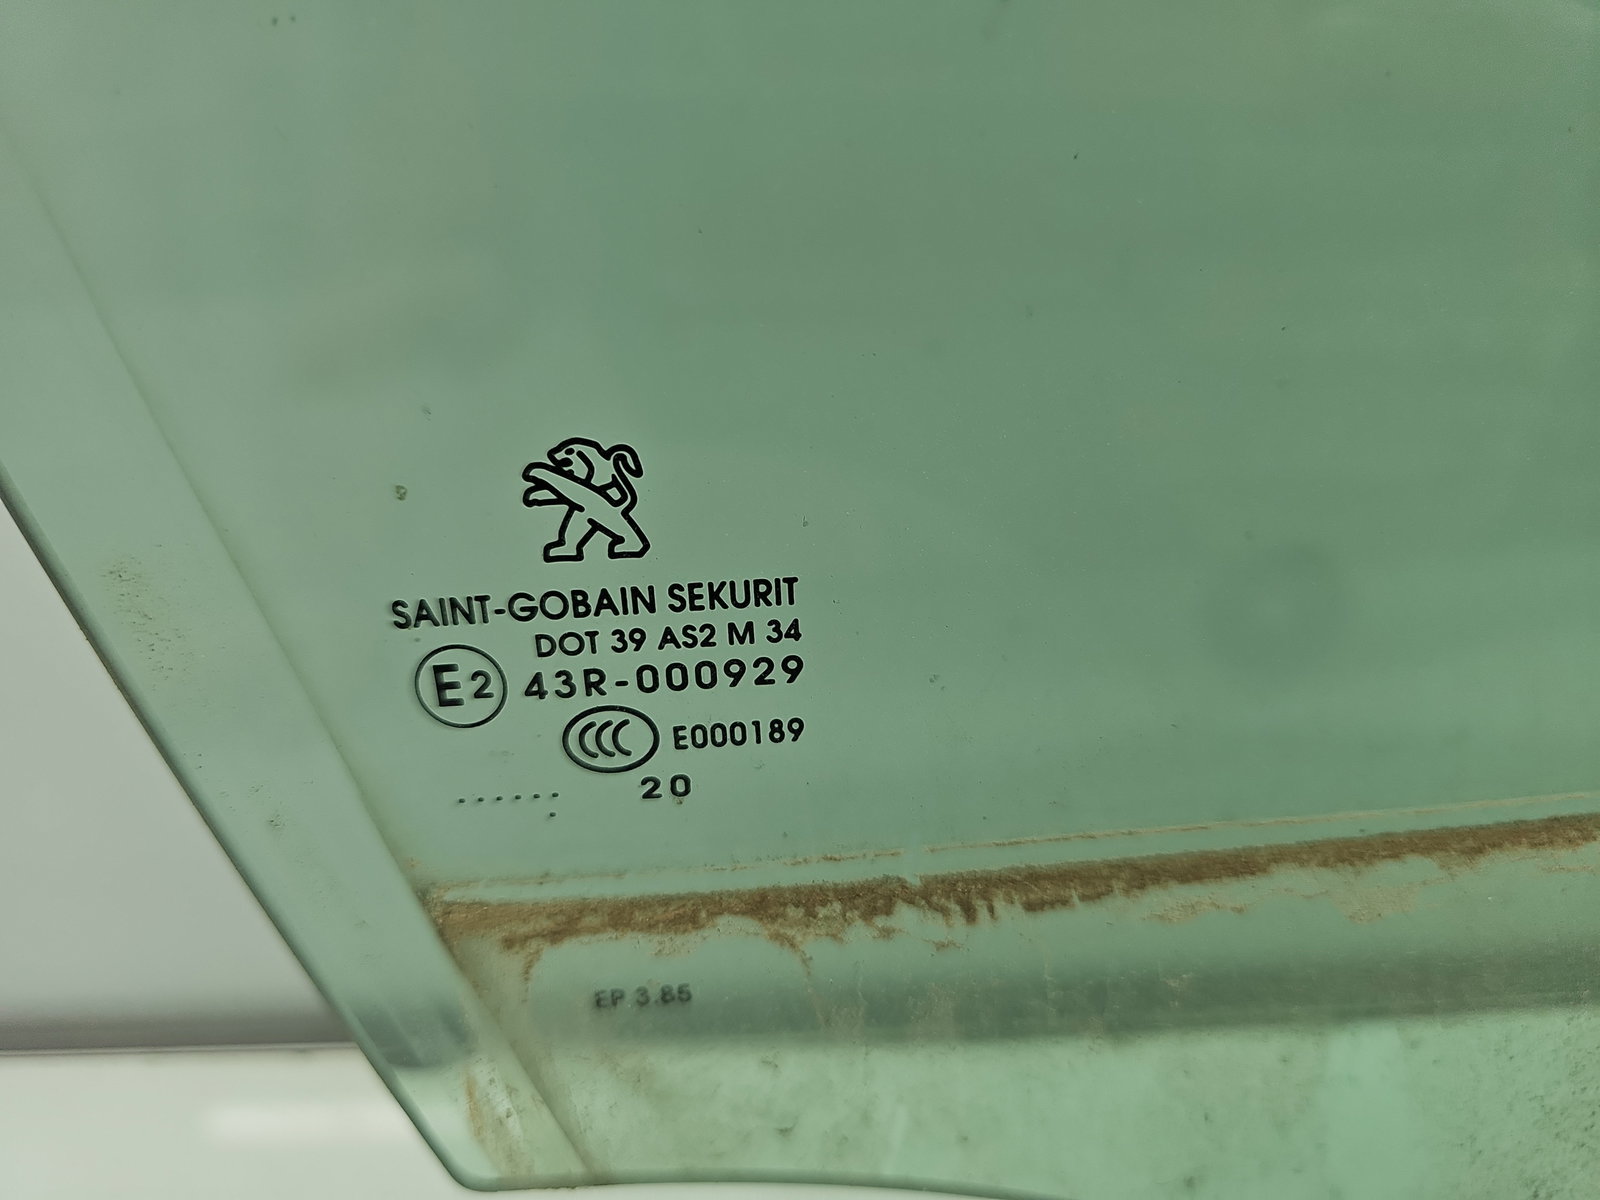 SAINT-GOBAIN SEKURIT
DOT 39 AS2 M 34
E2 43R-000929
CCC E000189
...... 20
.
EP 3.85